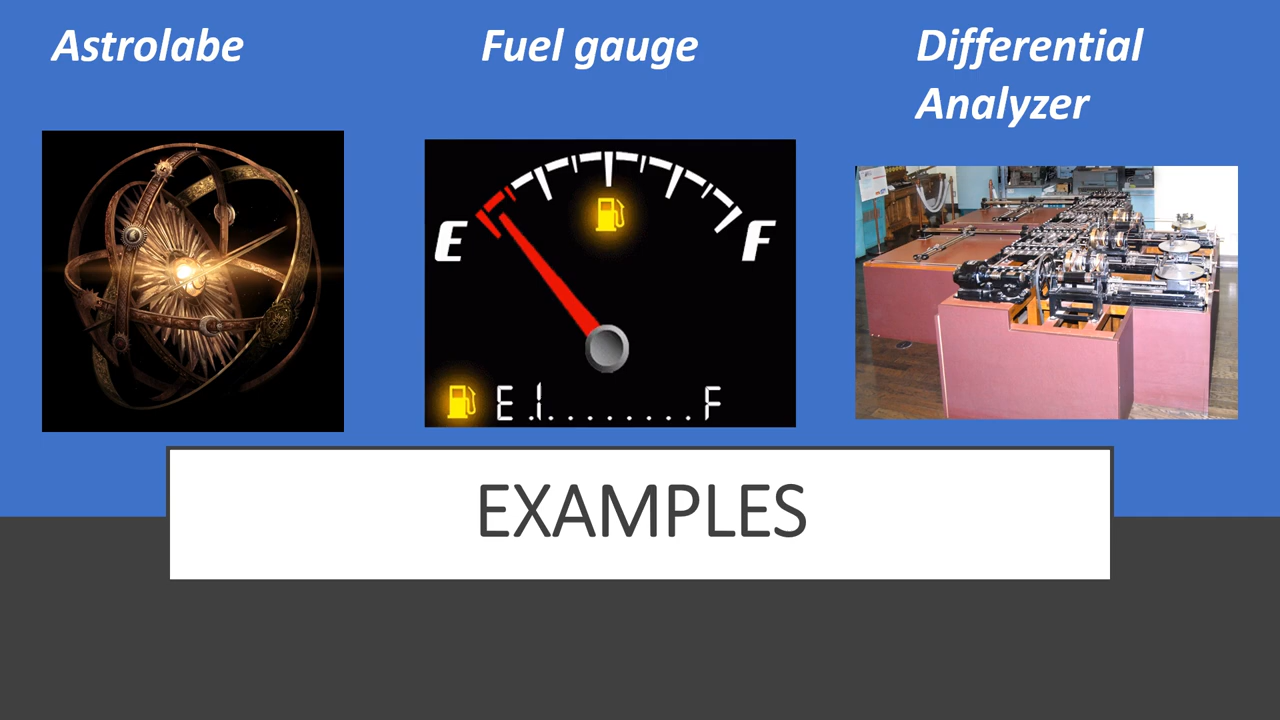 Astrolabe
Fuel gauge
Differential
Analyzer
E
F
E
F
EXAMPLES